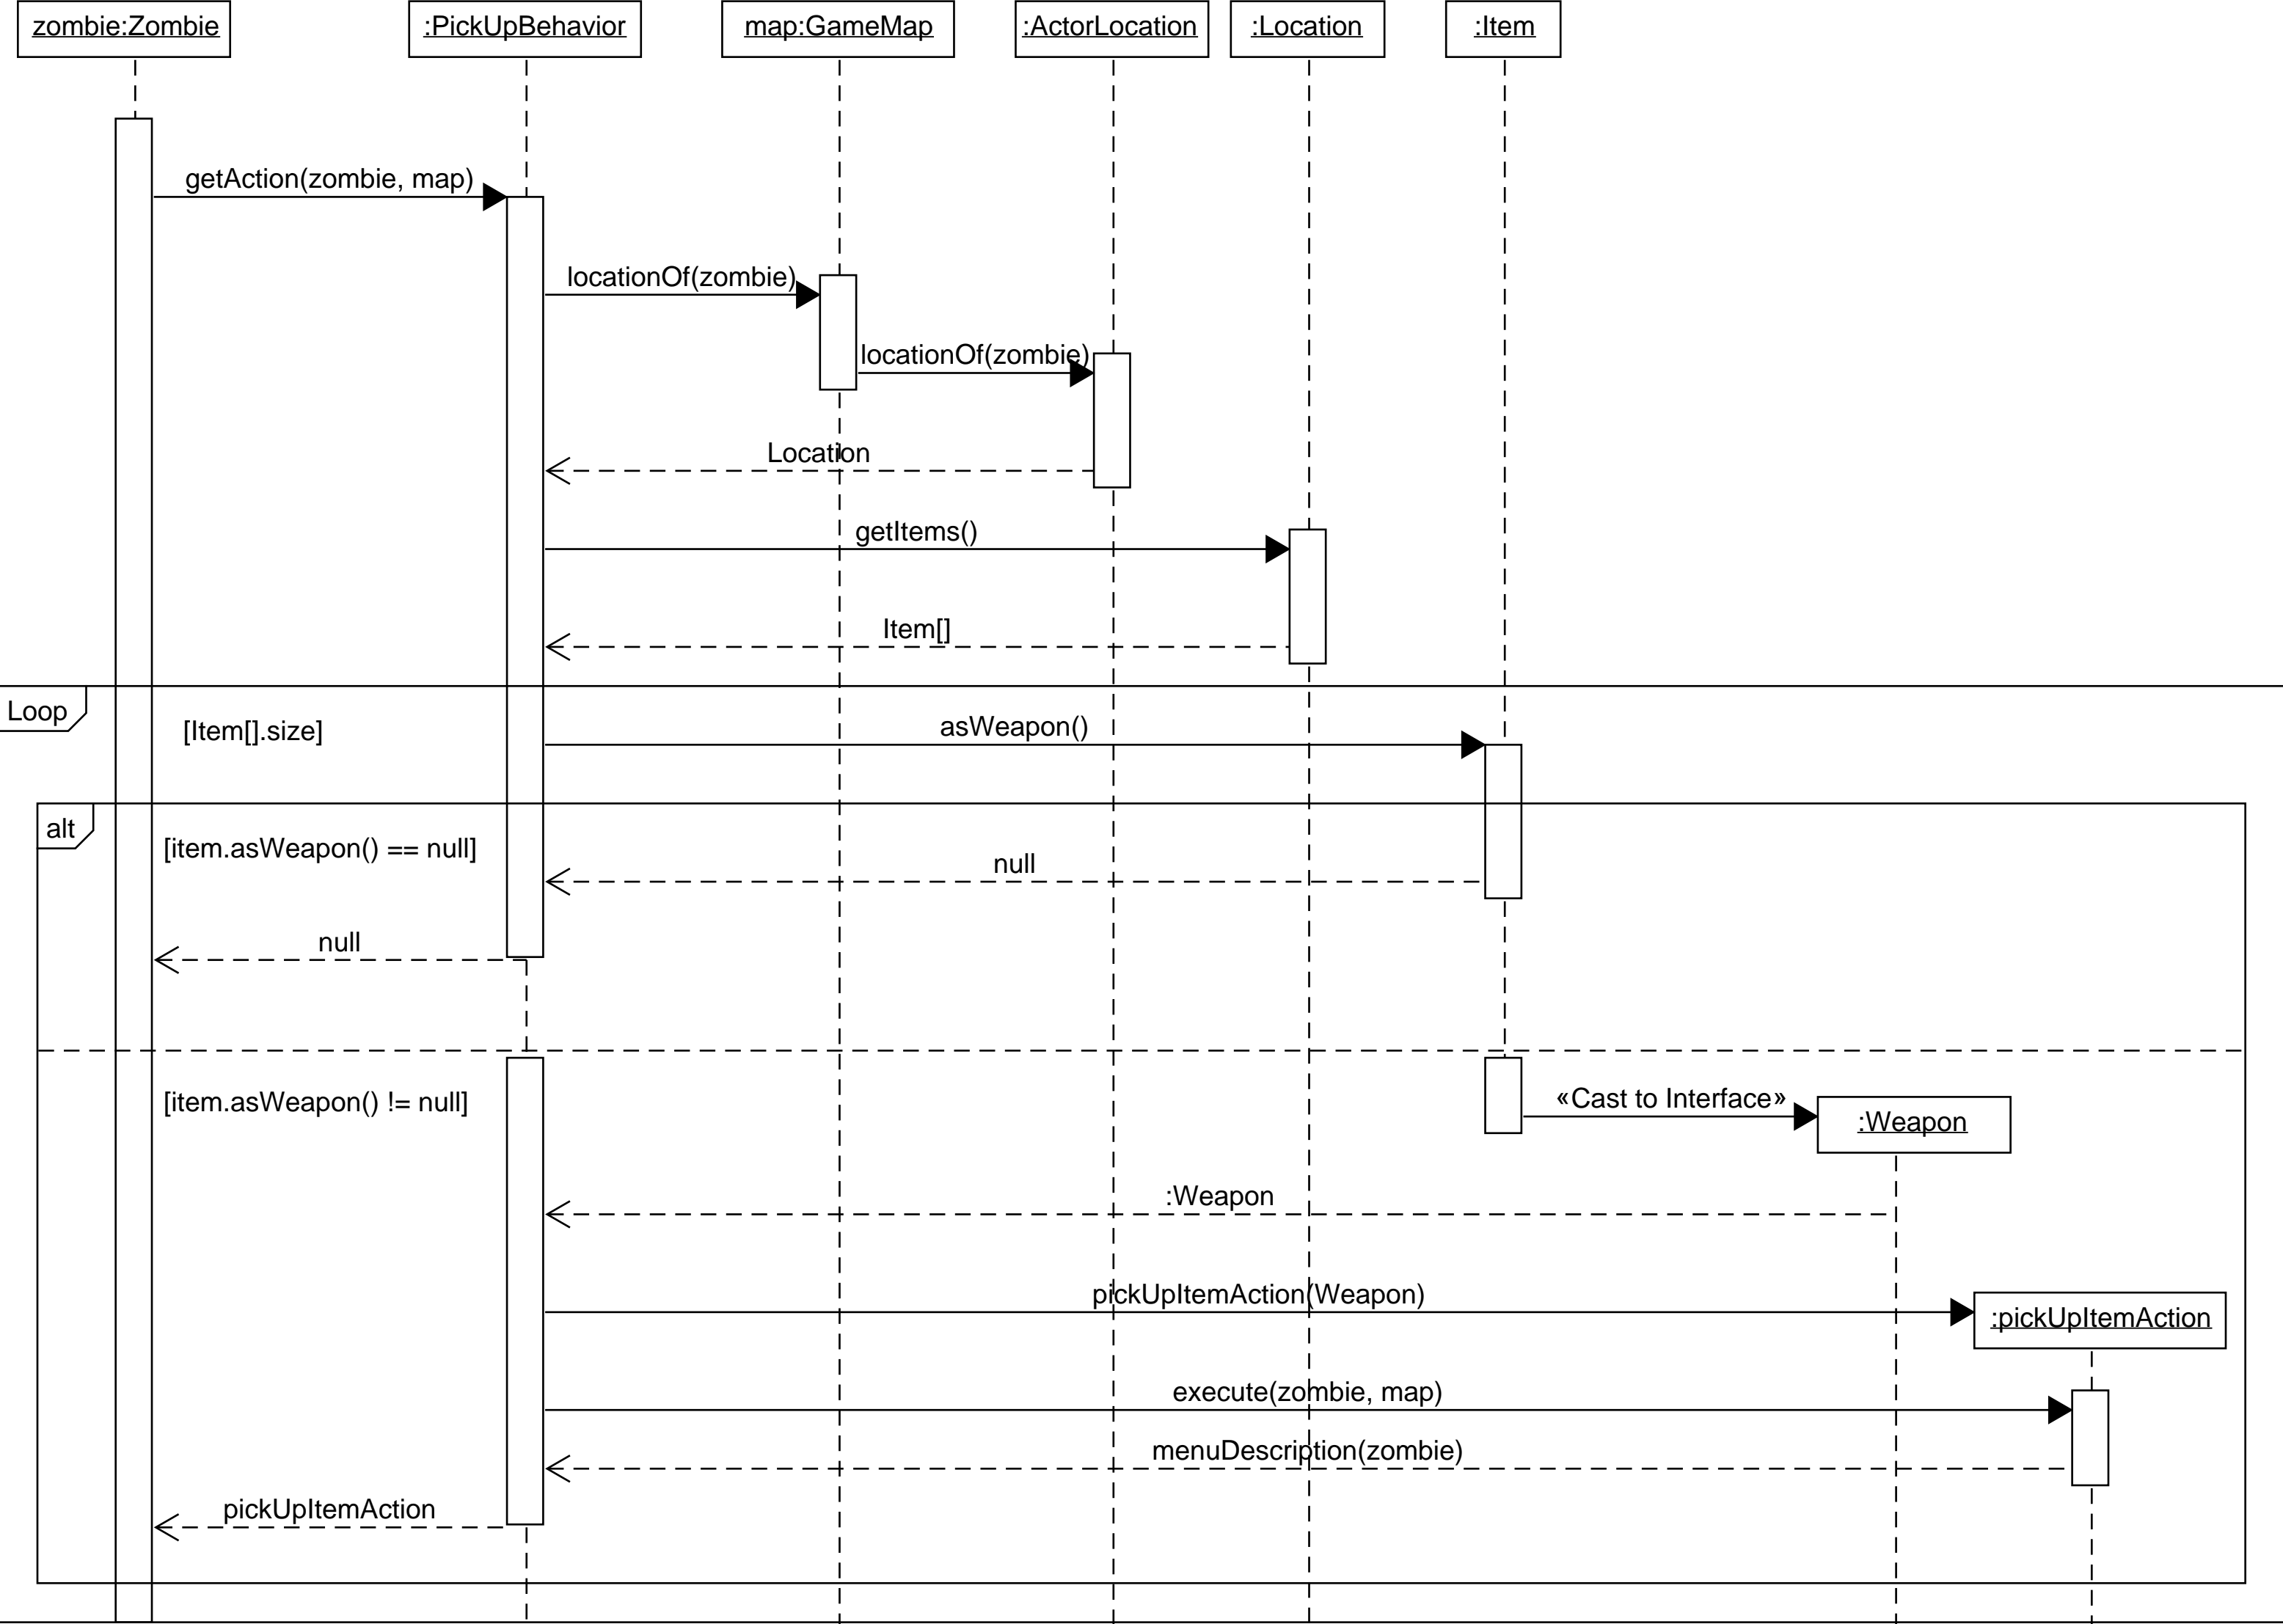 zombie:Zombie
:PickUpBehavior
map:GameMap
:ActorLocation
:Location
:Item
getAction(zombie, map)
locationOf(zombie)
locationOf(zombie)
Location
getItems()
Item[]
Loop
[Item[].size]
asWeapon()
alt
[item.asWeapon() == null]
null
null
[item.asWeapon() != null]
«Cast to Interface»
:Weapon
:Weapon
pickUpItemAction(Weapon)
:pickUpItemAction
execute(zombie, map)
menuDescription(zombie)
pickUpItemAction